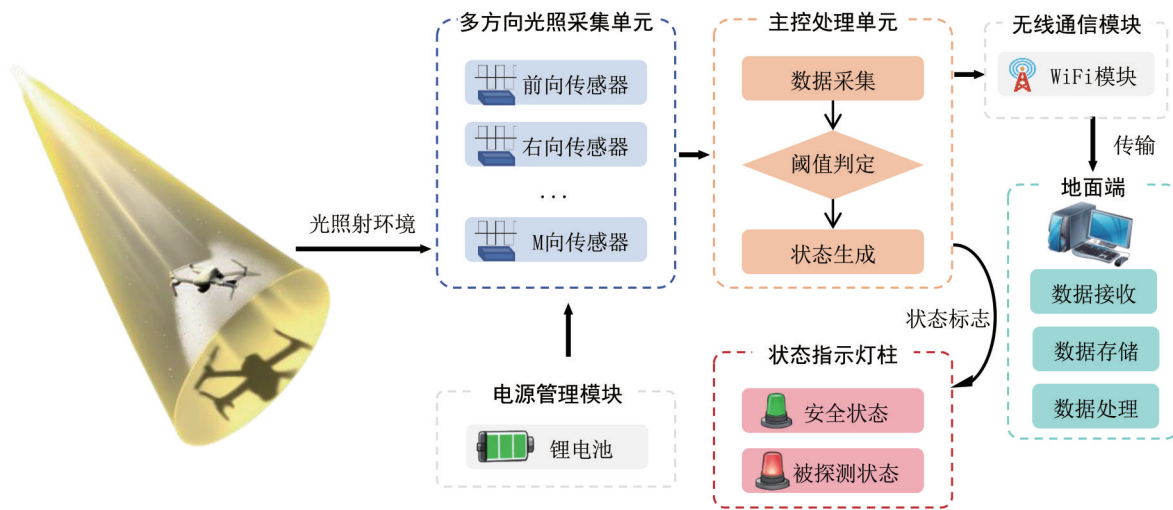 多方向光照采集单元
前向传感器
右向传感器
...
M向传感器
光照射环境
电源管理模块
锂电池
主控处理单元
数据采集
阈值判定
状态生成
状态标志
状态指示灯柱
安全状态
被探测状态
无线通信模块
WiFi模块
传输
地面端
数据接收
数据存储
数据处理